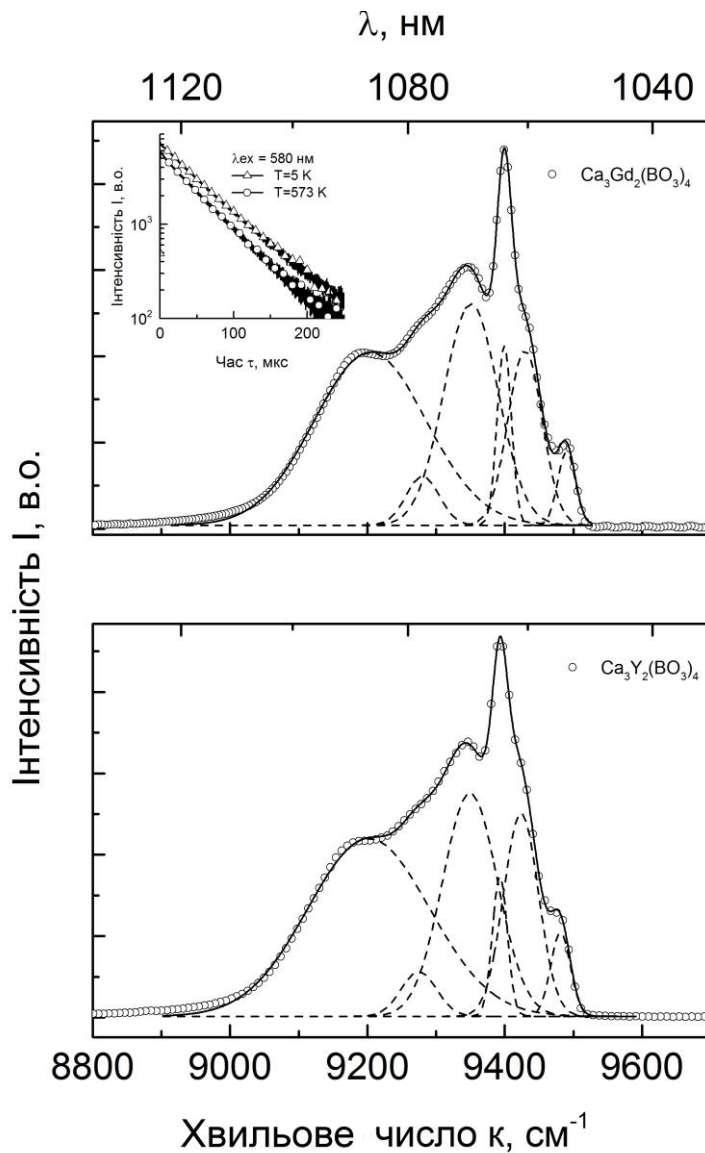 λ, нм
1120 1080 1040
Інтенсивність I, в.о.
10³
10²
0 100 200
Час τ, мкс
λex = 580 нм
T=5 K
T=573 K
Ca₃Gd₂(BO₃)₄
Інтенсивність I, в.о.
Ca₃Y₂(BO₃)₄
8800 9000 9200 9400 9600
Хвильове число к, см⁻¹